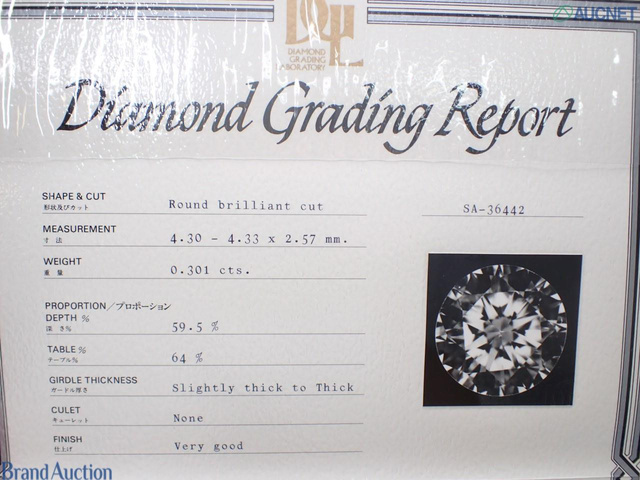 AUCNET
DGL
DIAMOND
GRADING
LABORATORY
Diamond Grading Report
SHAPE & CUT Round brilliant cut
形状及びカット
SA-36442
MEASUREMENT 4.30 - 4.33 x 2.57 mm.
寸法
WEIGHT 0.301 cts.
重量
PROPORTION／プロポーション
DEPTH % 59.5 %
深さ%
TABLE % 64 %
テーブル%
GIRDLE THICKNESS Slightly thick to Thick
ガードル厚さ
CULET None
キューレット
FINISH Very good
仕上げ
Brand Auction